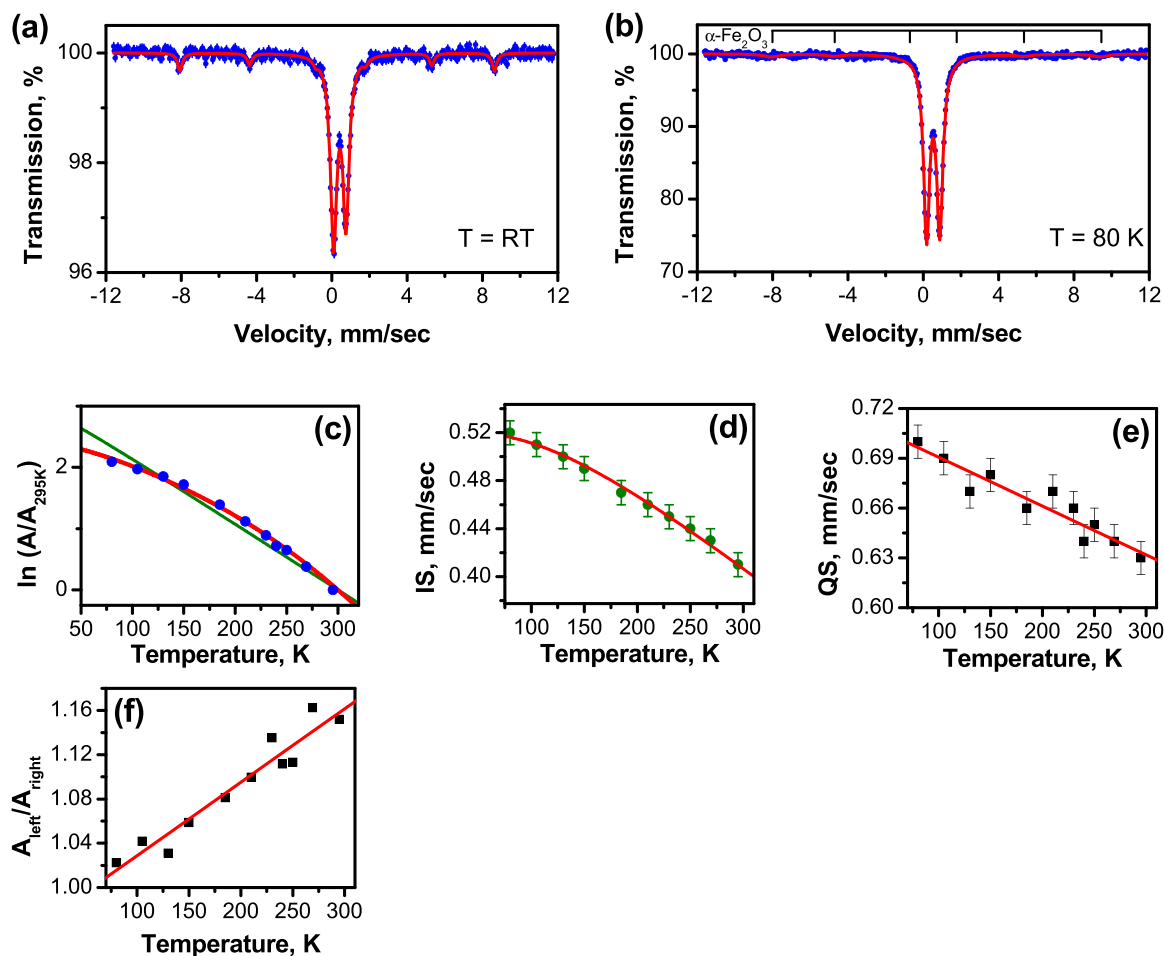 (a)
100
98
96
Transmission, %
T = RT
-12 -8 -4 0 4 8 12
Velocity, mm/sec
(b)
α-Fe₂O₃
100
90
80
70
Transmission, %
T = 80 K
-12 -8 -4 0 4 8 12
Velocity, mm/sec
(c)
2
0
ln (A/A₂₉₅K)
50 100 150 200 250 300
Temperature, K
(d)
0.52
0.48
0.44
0.40
IS, mm/sec
100 150 200 250 300
Temperature, K
(e)
0.72
0.69
0.66
0.63
0.60
QS, mm/sec
100 150 200 250 300
Temperature, K
(f)
1.16
1.12
1.08
1.04
1.00
A_left/A_right
100 150 200 250 300
Temperature, K